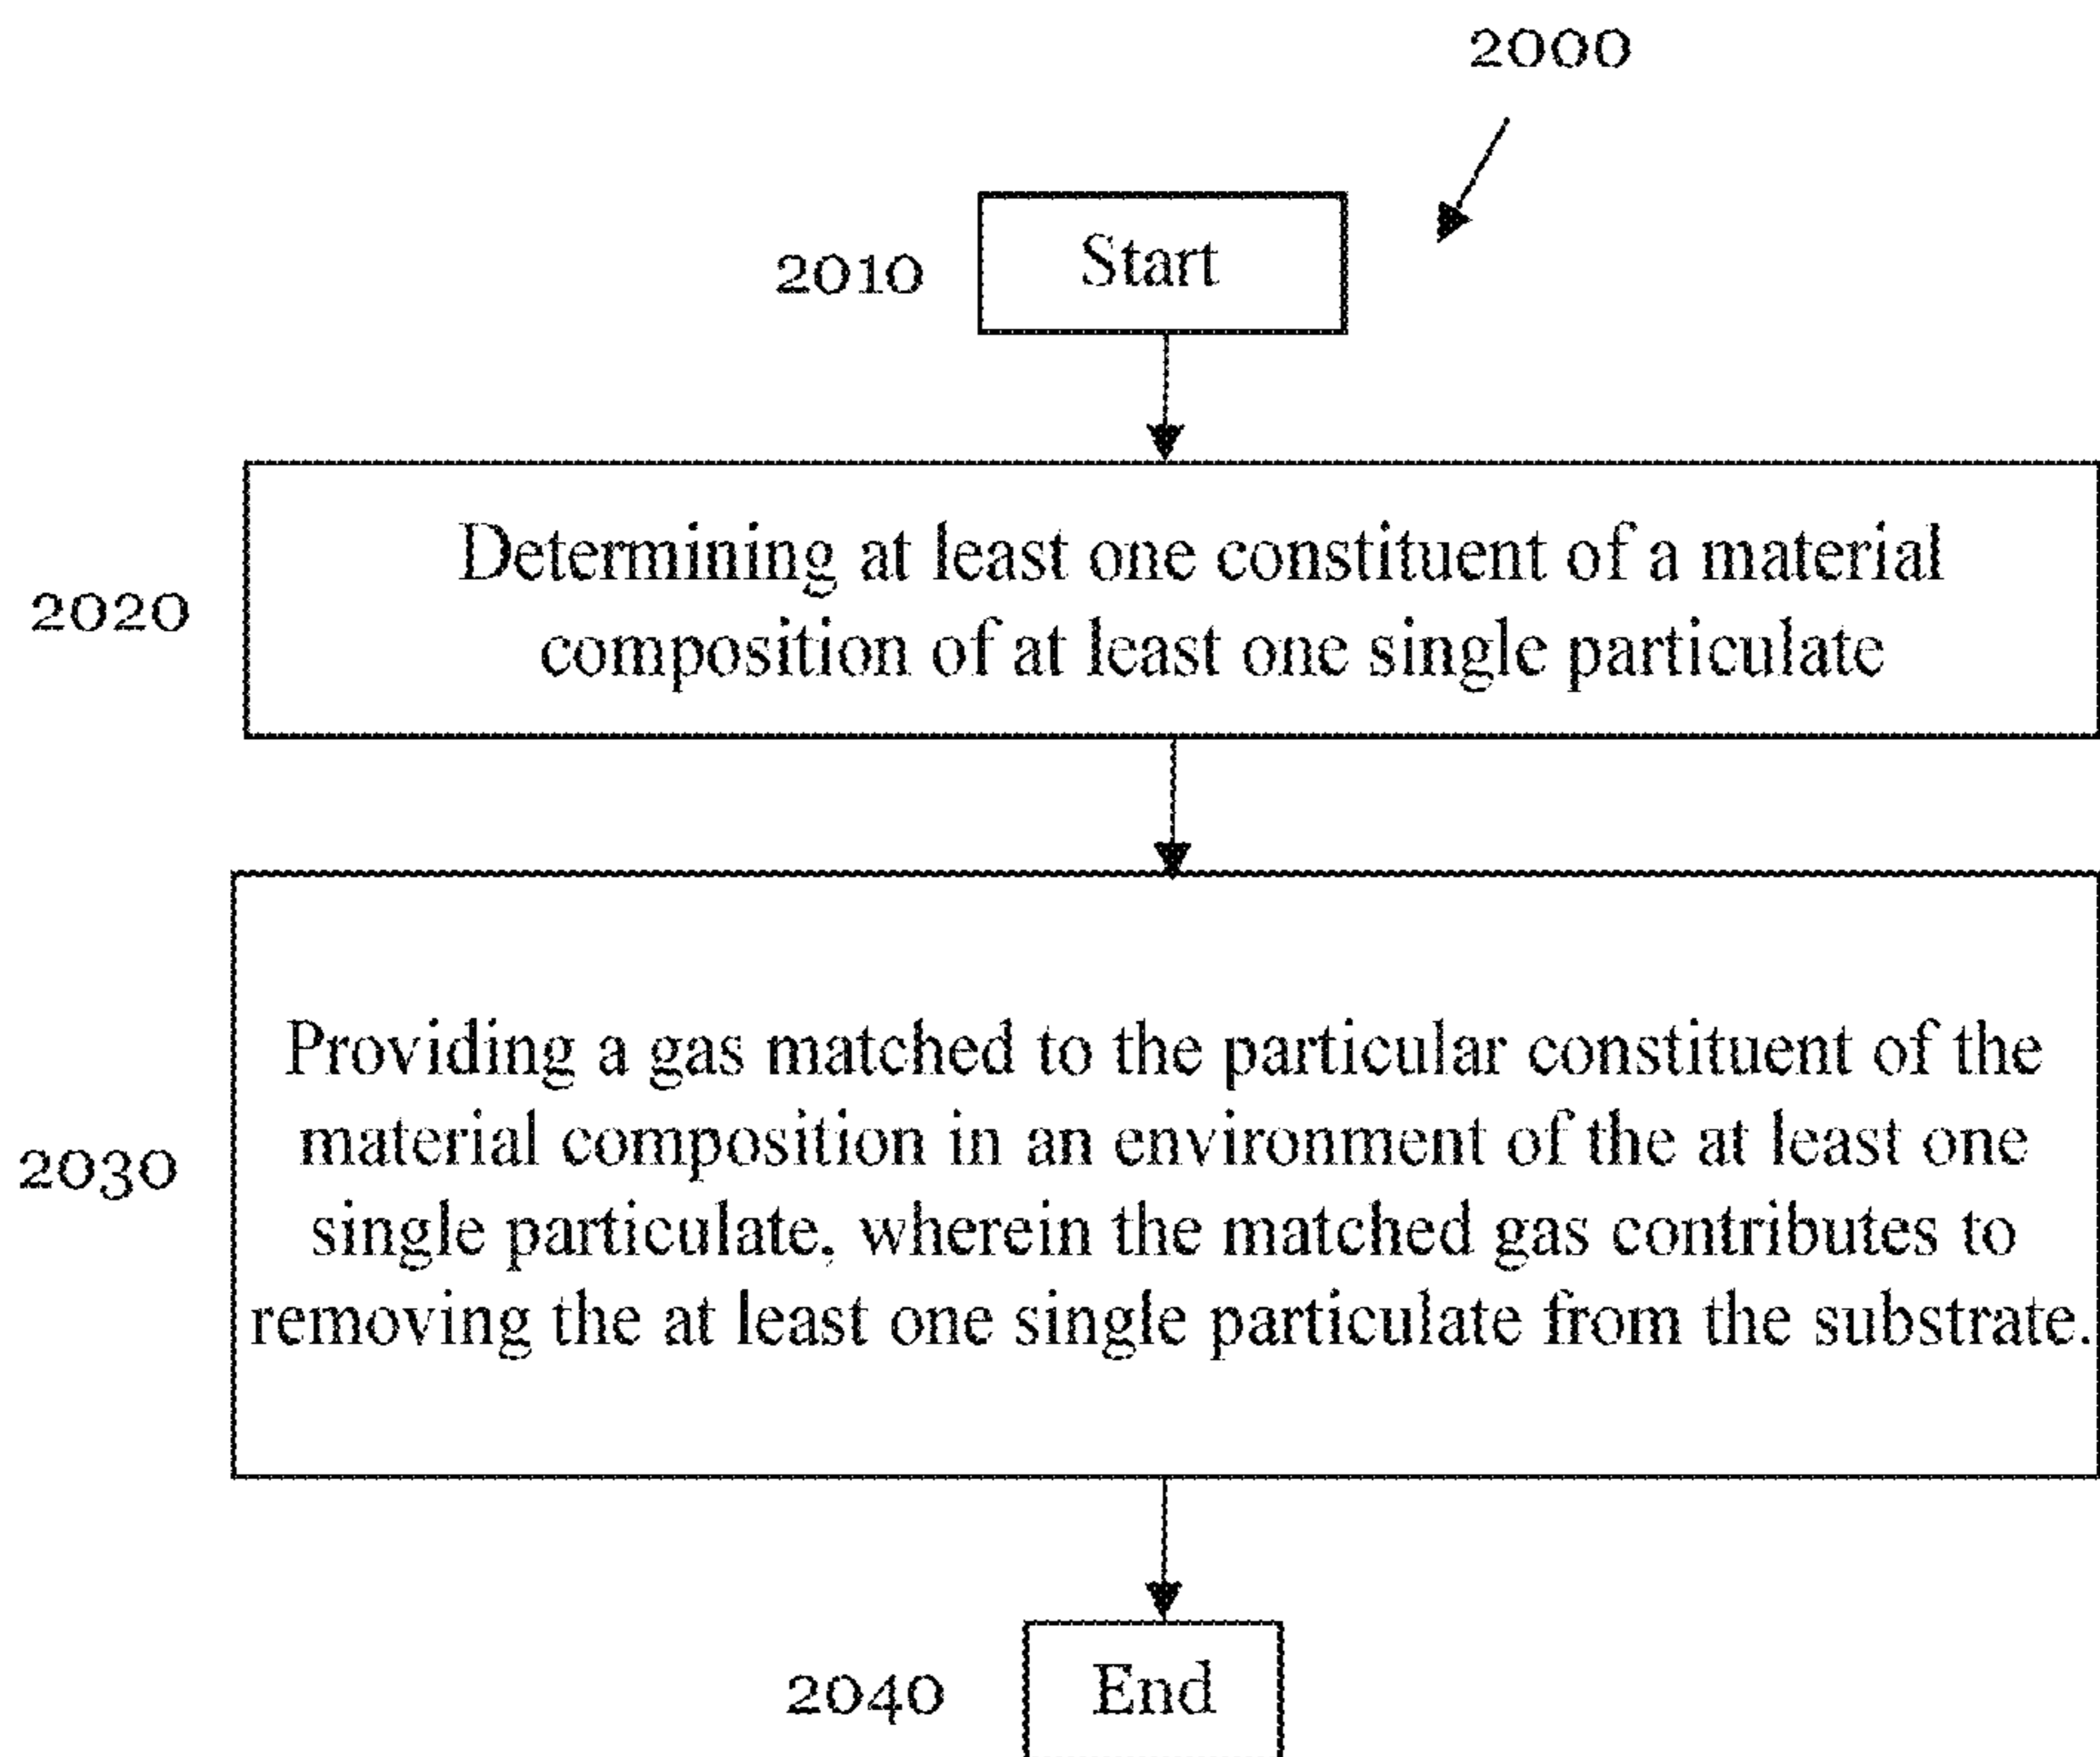 2000
2010
Start
2020
Determining at least one constituent of a material
composition of at least one single particulate
2030
Providing a gas matched to the particular constituent of the
material composition in an environment of the at least one
single particulate, wherein the matched gas contributes to
removing the at least one single particulate from the substrate.
2040
End